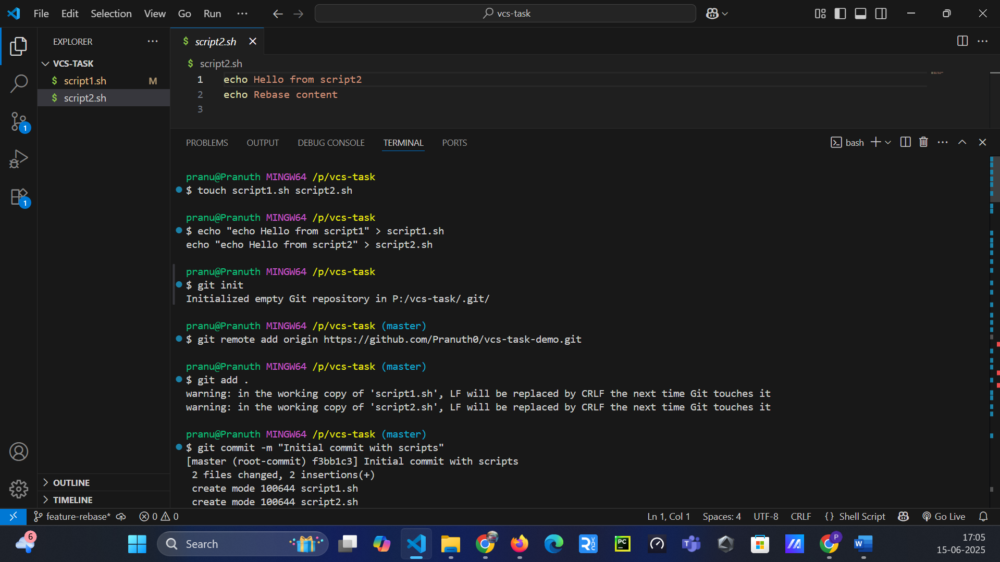 File Edit Selection View Go Run
vcs-task
EXPLORER
VCS-TASK
$ script1.sh M
$ script2.sh
1
1
OUTLINE
TIMELINE
$ script2.sh
$ script2.sh
1 echo Hello from script2
2 echo Rebase content
3
PROBLEMS OUTPUT DEBUG CONSOLE TERMINAL PORTS
bash
pranu@Pranuth MINGW64 /p/vcs-task
$ touch script1.sh script2.sh
pranu@Pranuth MINGW64 /p/vcs-task
$ echo "echo Hello from script1" > script1.sh
echo "echo Hello from script2" > script2.sh
pranu@Pranuth MINGW64 /p/vcs-task
$ git init
Initialized empty Git repository in P:/vcs-task/.git/
pranu@Pranuth MINGW64 /p/vcs-task (master)
$ git remote add origin https://github.com/Pranuth0/vcs-task-demo.git
pranu@Pranuth MINGW64 /p/vcs-task (master)
$ git add .
warning: in the working copy of 'script1.sh', LF will be replaced by CRLF the next time Git touches it
warning: in the working copy of 'script2.sh', LF will be replaced by CRLF the next time Git touches it
pranu@Pranuth MINGW64 /p/vcs-task (master)
$ git commit -m "Initial commit with scripts"
[master (root-commit) f3bb1c3] Initial commit with scripts
2 files changed, 2 insertions(+)
create mode 100644 script1.sh
create mode 100644 script2.sh
feature-rebase* 0 0
Ln 1, Col 1 Spaces: 4 UTF-8 CRLF {} Shell Script Go Live
6
Search
PC
P
W
17:05
15-06-2025